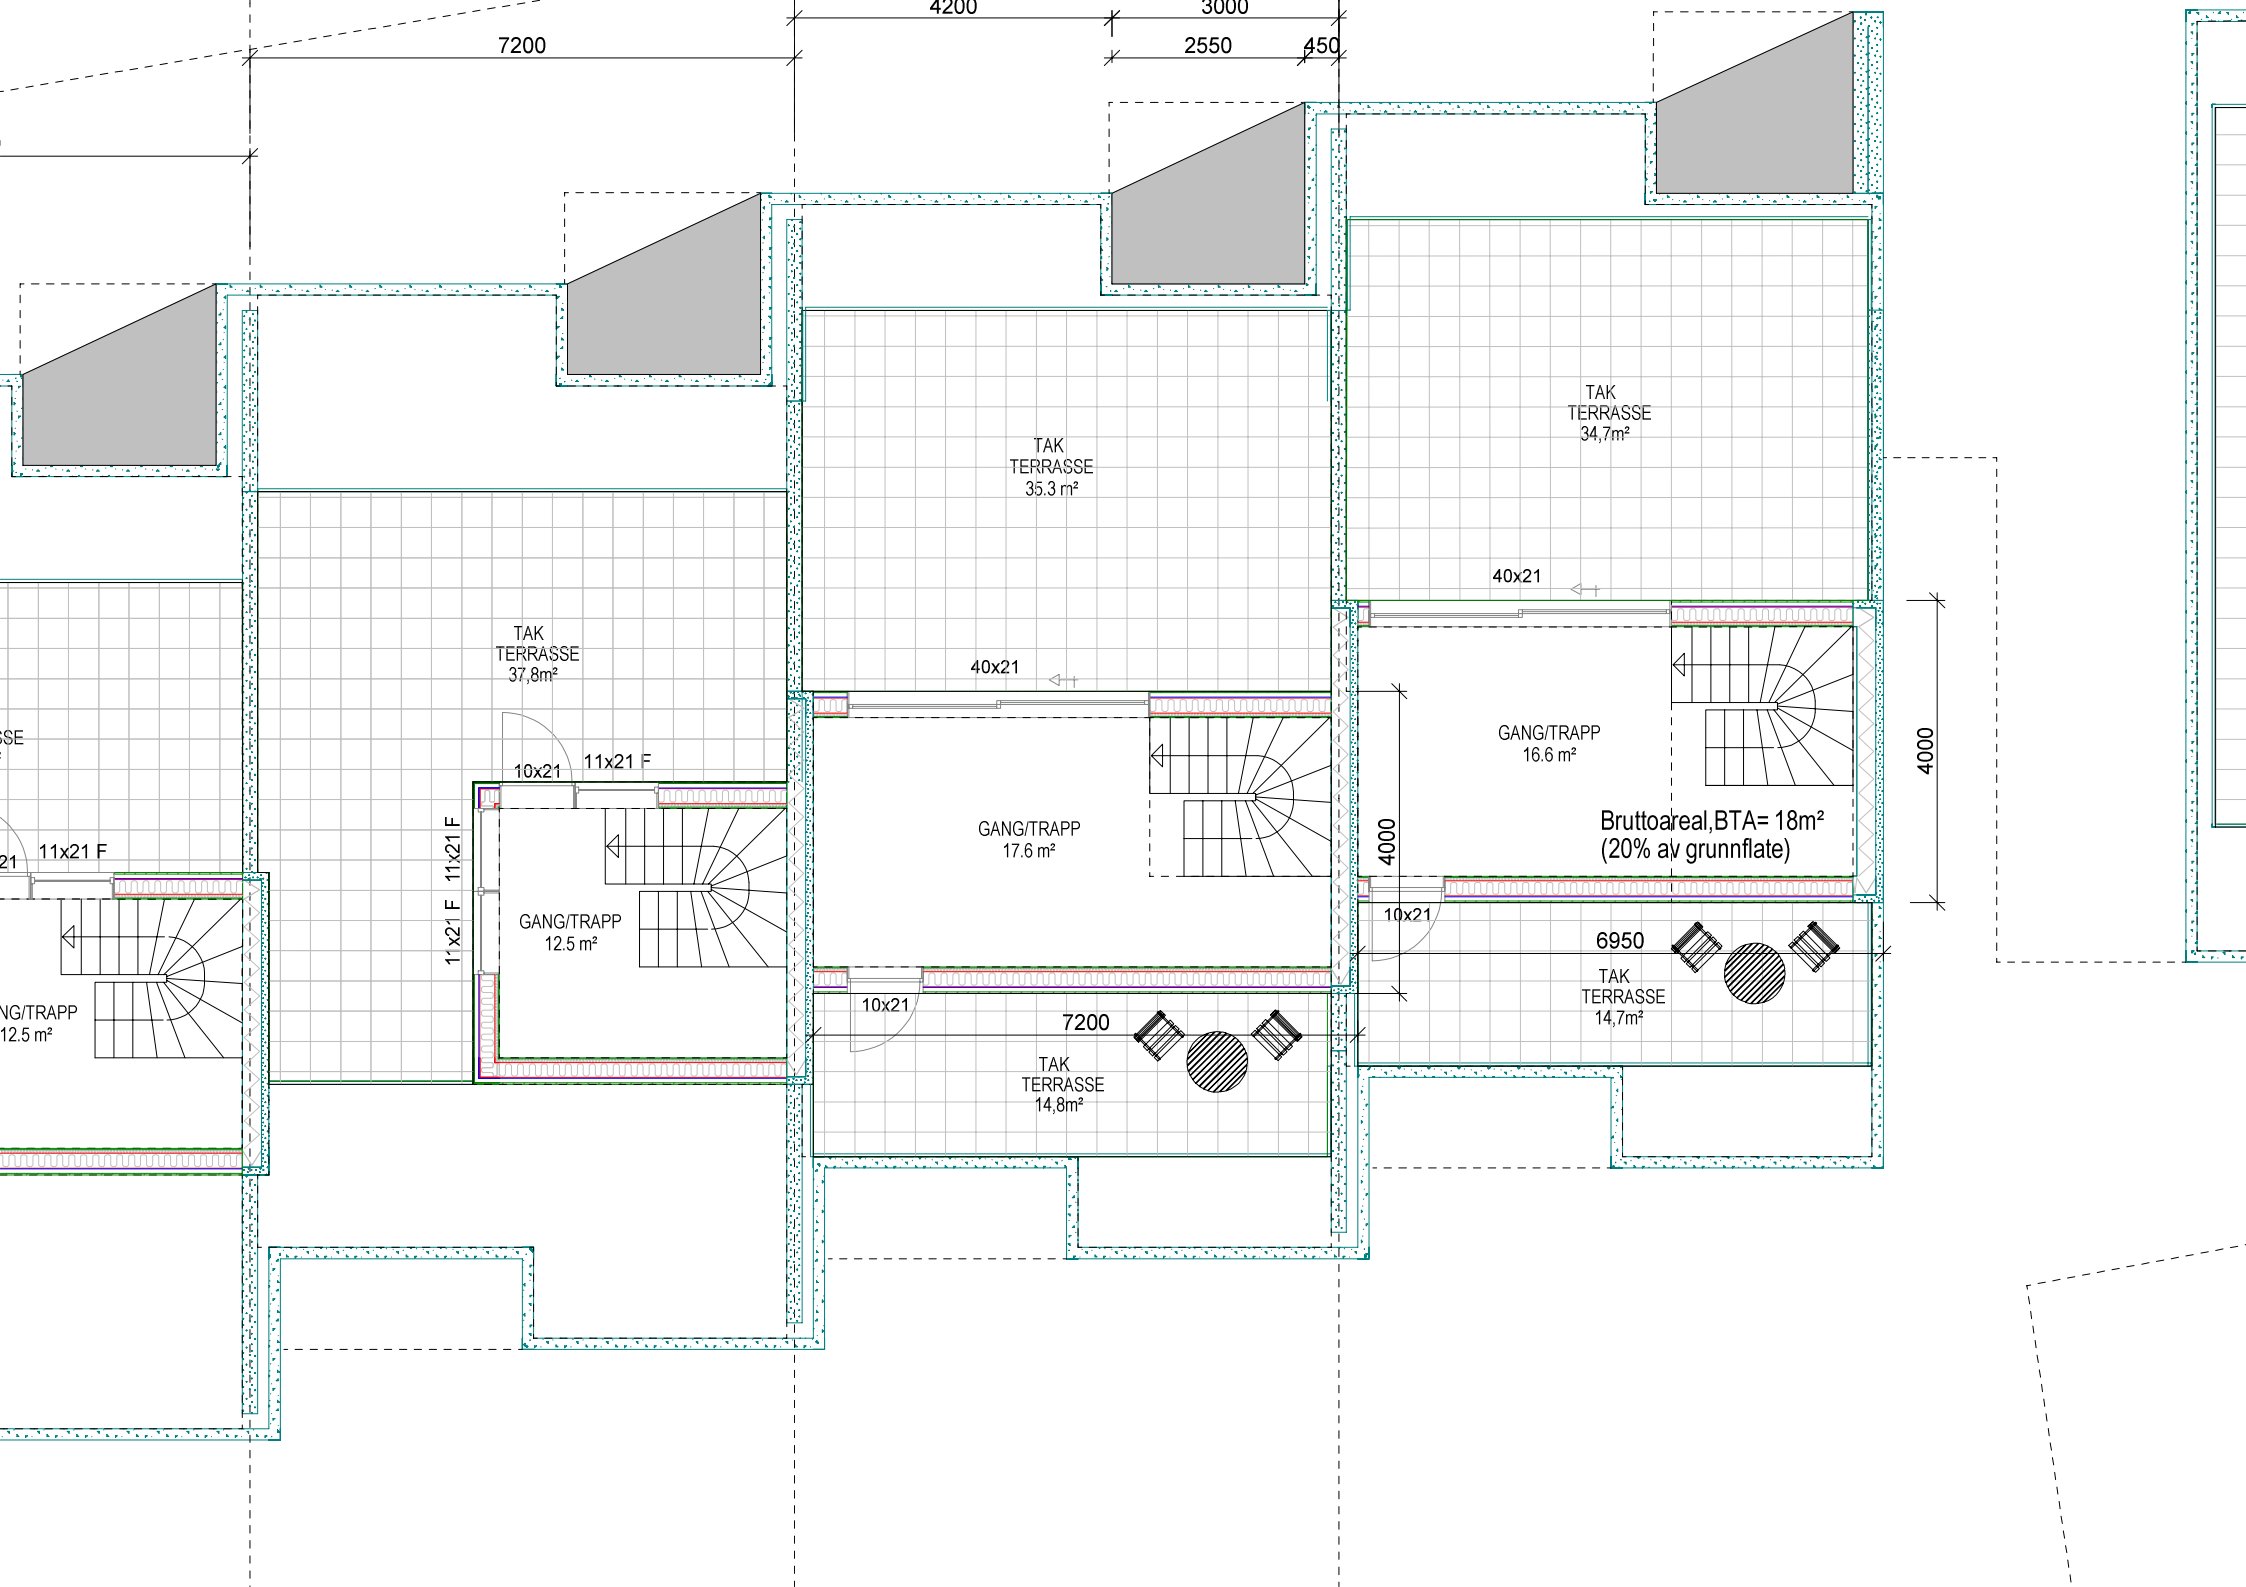 4200
3000
7200
2550
450
TAK
TERRASSE
34,7m²
TAK
TERRASSE
35.3 m²
40x21
TAK
TERRASSE
37,8m²
40x21
GANG/TRAPP
16.6 m²
4000
10x21
11x21 F
Bruttoareal,BTA= 18m²
(20% av grunnflate)
GANG/TRAPP
17.6 m²
4000
11x21 F
11x21 F
11x21 F
GANG/TRAPP
12.5 m²
10x21
6950
TAK
TERRASSE
14,7m²
10x21
7200
12.5 m²
TAK
TERRASSE
14,8m²